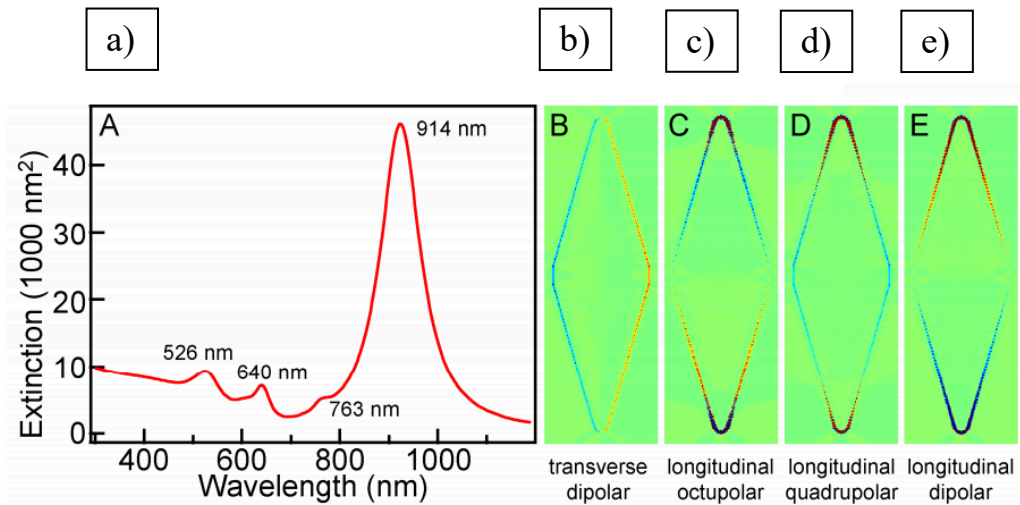 a)
b)
c)
d)
e)
A
B
C
D
E
914 nm
526 nm
640 nm
763 nm
Extinction (1000 nm²)
40
30
20
10
0
400
600
800
1000
Wavelength (nm)
transverse
dipolar
longitudinal
octupolar
longitudinal
quadrupolar
longitudinal
dipolar